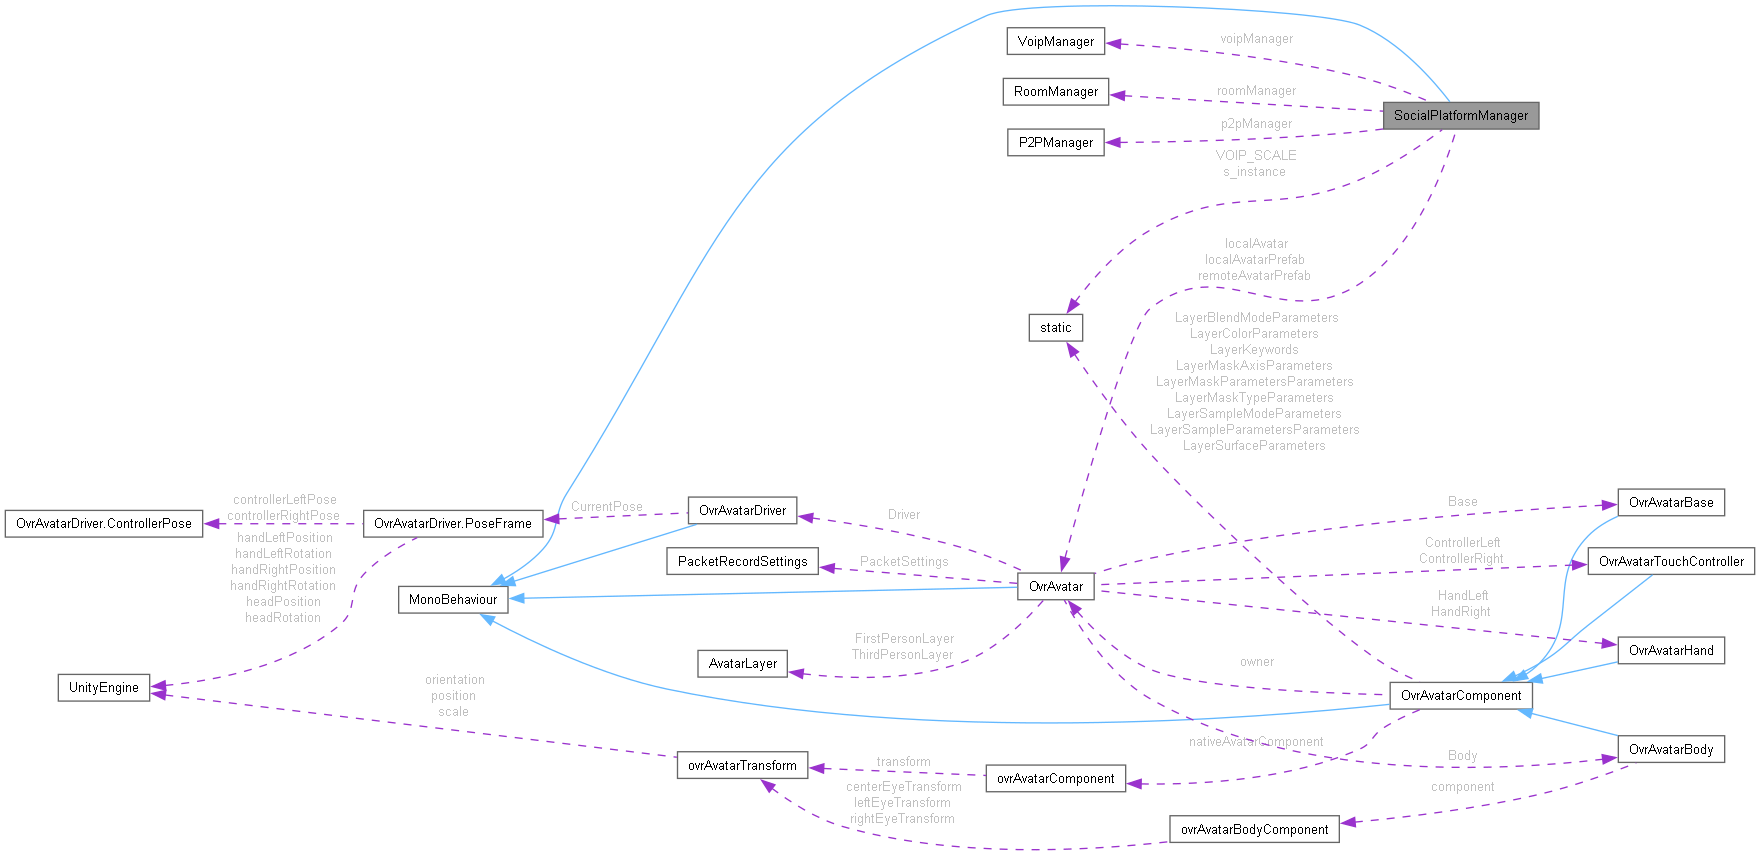 VoipManager
voipManager
RoomManager
roomManager
SocialPlatformManager
P2PManager
p2pManager
VOIP_SCALE
s_instance
localAvatar
localAvatarPrefab
remoteAvatarPrefab
static
LayerBlendModeParameters
LayerColorParameters
LayerKeywords
LayerMaskAxisParameters
LayerMaskParametersParameters
LayerMaskTypeParameters
LayerSampleModeParameters
LayerSampleParametersParameters
LayerSurfaceParameters
OvrAvatarDriver.ControllerPose
controllerLeftPose
controllerRightPose
OvrAvatarDriver.PoseFrame
CurrentPose
OvrAvatarDriver
Driver
Base
OvrAvatarBase
handLeftPosition
handLeftRotation
handRightPosition
handRightRotation
headPosition
headRotation
PacketRecordSettings
PacketSettings
ControllerLeft
ControllerRight
OvrAvatarTouchController
MonoBehaviour
OvrAvatar
HandLeft
HandRight
FirstPersonLayer
ThirdPersonLayer
AvatarLayer
owner
OvrAvatarHand
UnityEngine
orientation
position
scale
OvrAvatarComponent
nativeAvatarComponent
Body
OvrAvatarBody
ovrAvatarTransform
transform
ovrAvatarComponent
component
centerEyeTransform
leftEyeTransform
rightEyeTransform
ovrAvatarBodyComponent